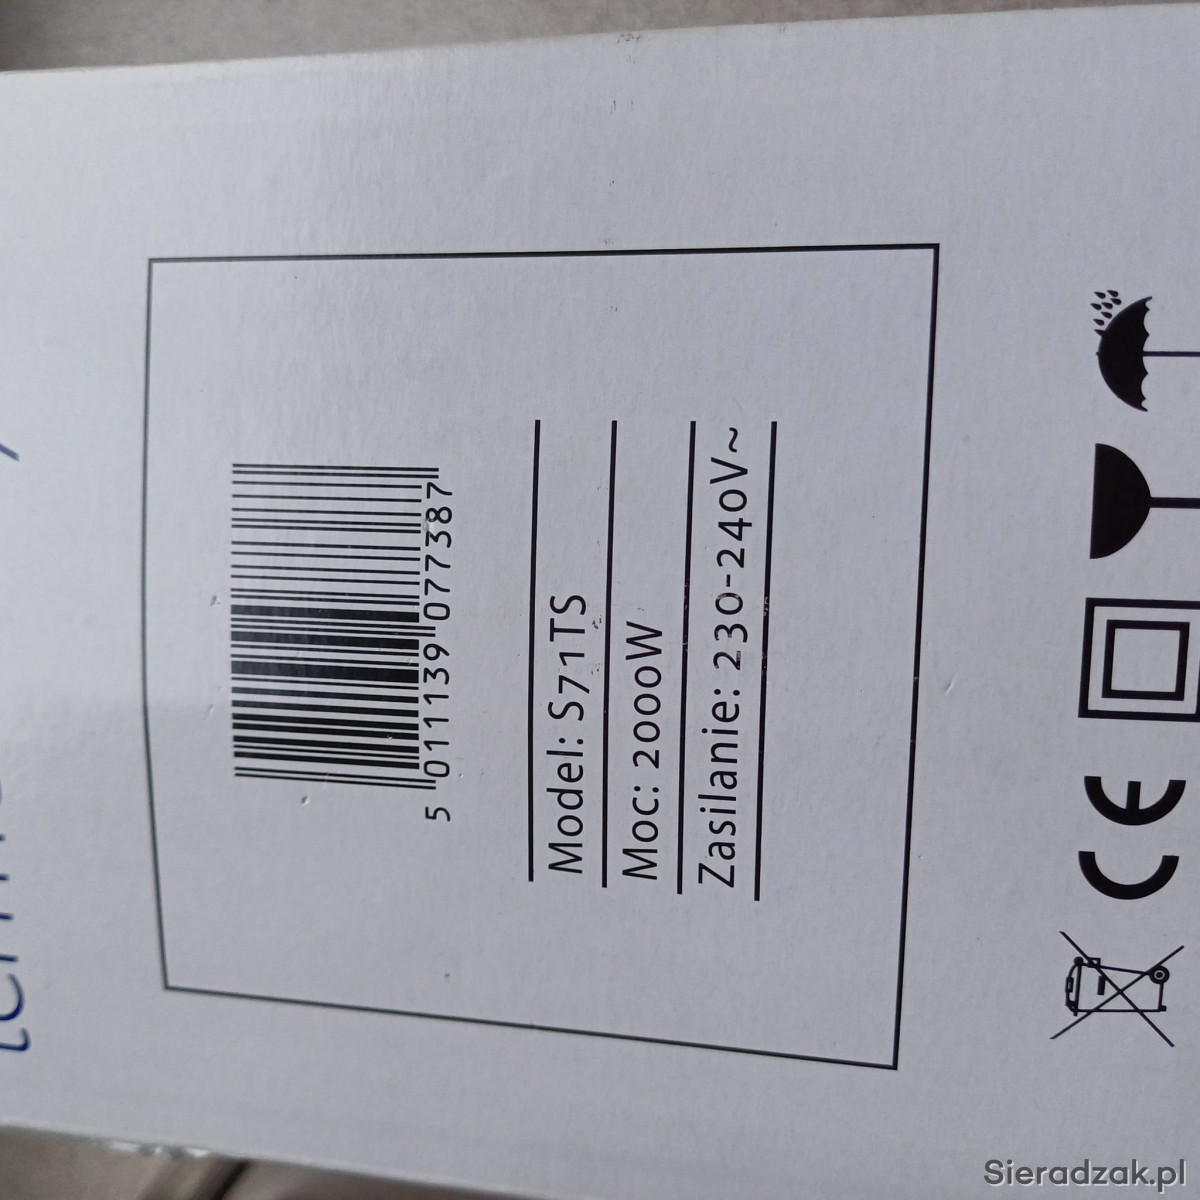 5 011139 077387
Model: S71TS
Moc: 2000W
Zasilanie: 230-240V~
CE
Sieradzak.pl